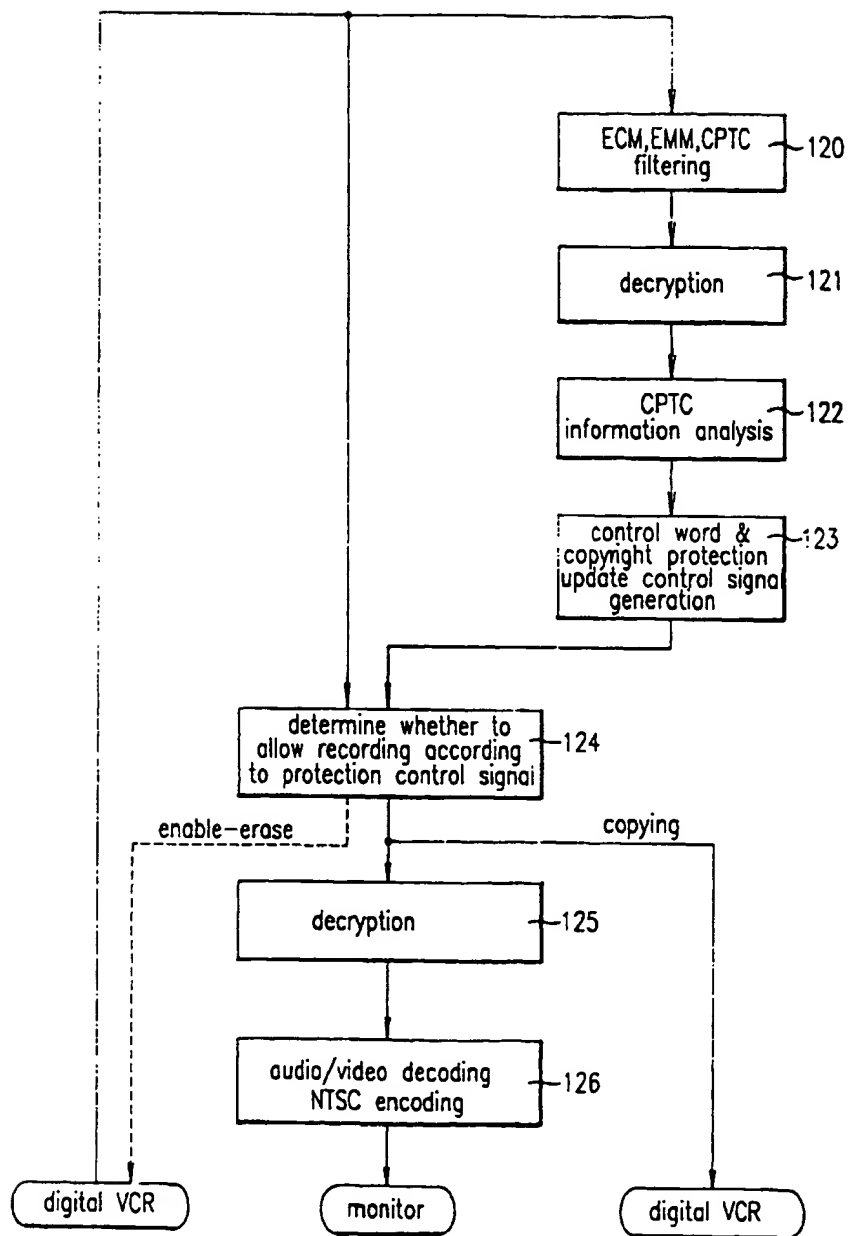 ECM,EMM,CPTC
filtering
120
decryption
121
CPTC
information analysis
122
control word &
copyright protection
update control signal
generation
123
determine whether to
allow recording according
to protection control signal
124
enable-erase
copying
decryption
125
audio/video decoding
NTSC encoding
126
digital VCR
monitor
digital VCR